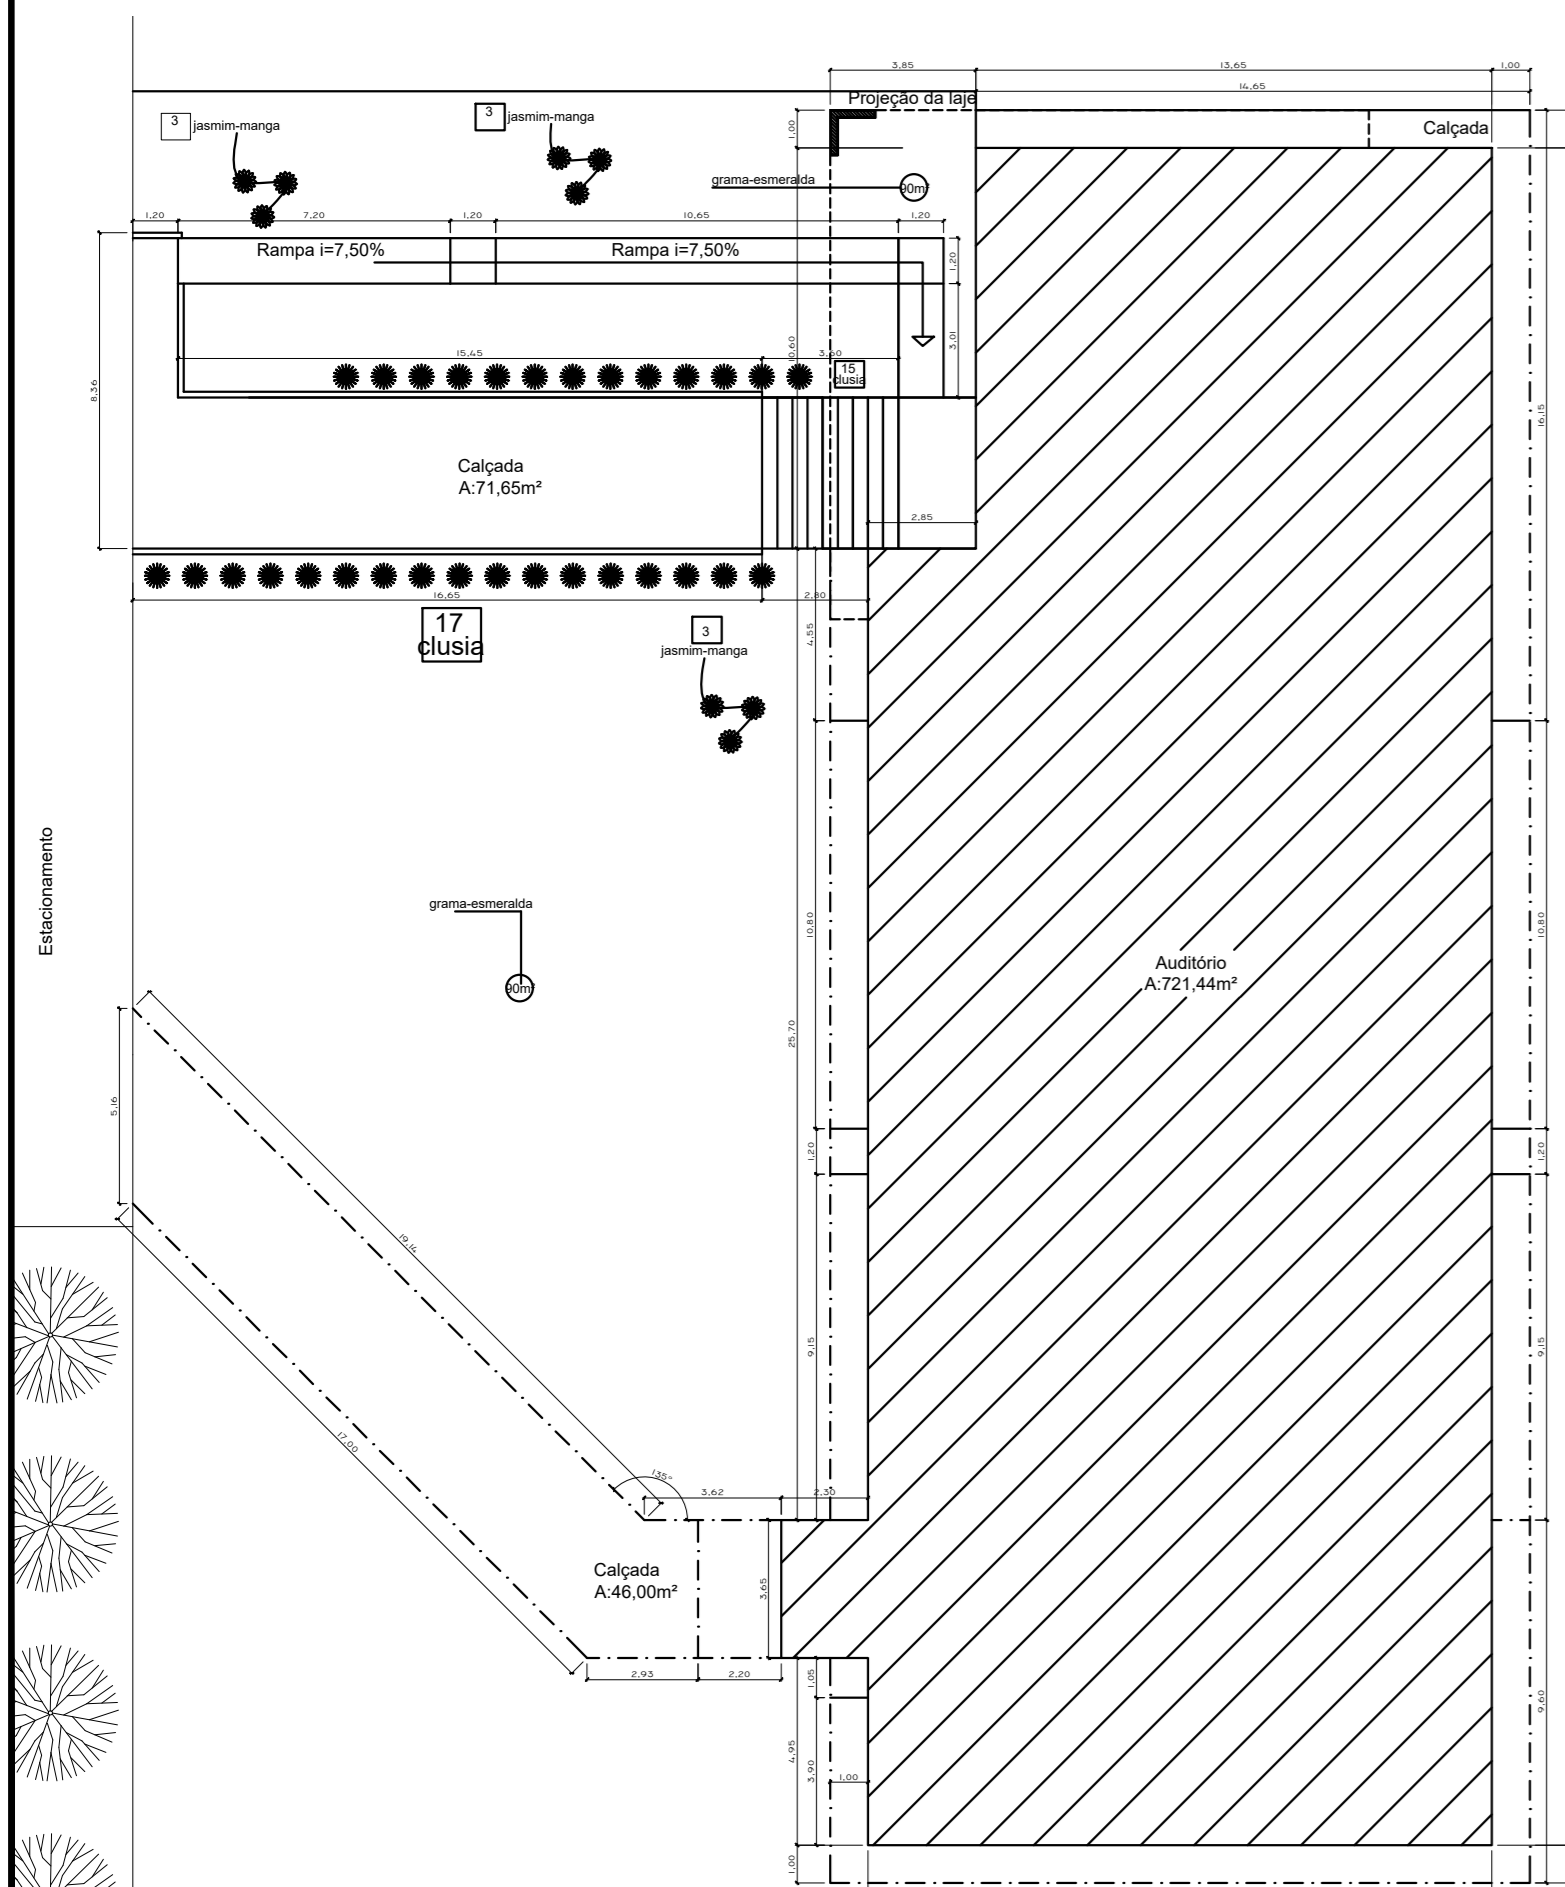 3,85
13,65
1,00
14,65
Projeção da laje
Calçada
3
jasmim-manga
3
jasmim-manga
1,00
grama-esmeralda
90m²
1,20
7,20
1,20
10,65
1,20
Rampa i=7,50%
Rampa i=7,50%
1,20
3,01
15,45
10,60
3,60
15
clusia
8,36
16,15
Calçada
A:71,65m²
2,85
16,65
2,80
17
clusia
3
jasmim-manga
4,55
Estacionamento
grama-esmeralda
90m²
10,80
10,80
Auditório
A:721,44m²
25,70
5,16
1,20
1,20
19,14
9,15
9,15
17,00
135°
3,62
2,30
Calçada
A:46,00m²
3,65
2,93
2,20
1,05
9,60
4,95
3,90
1,00
1,00